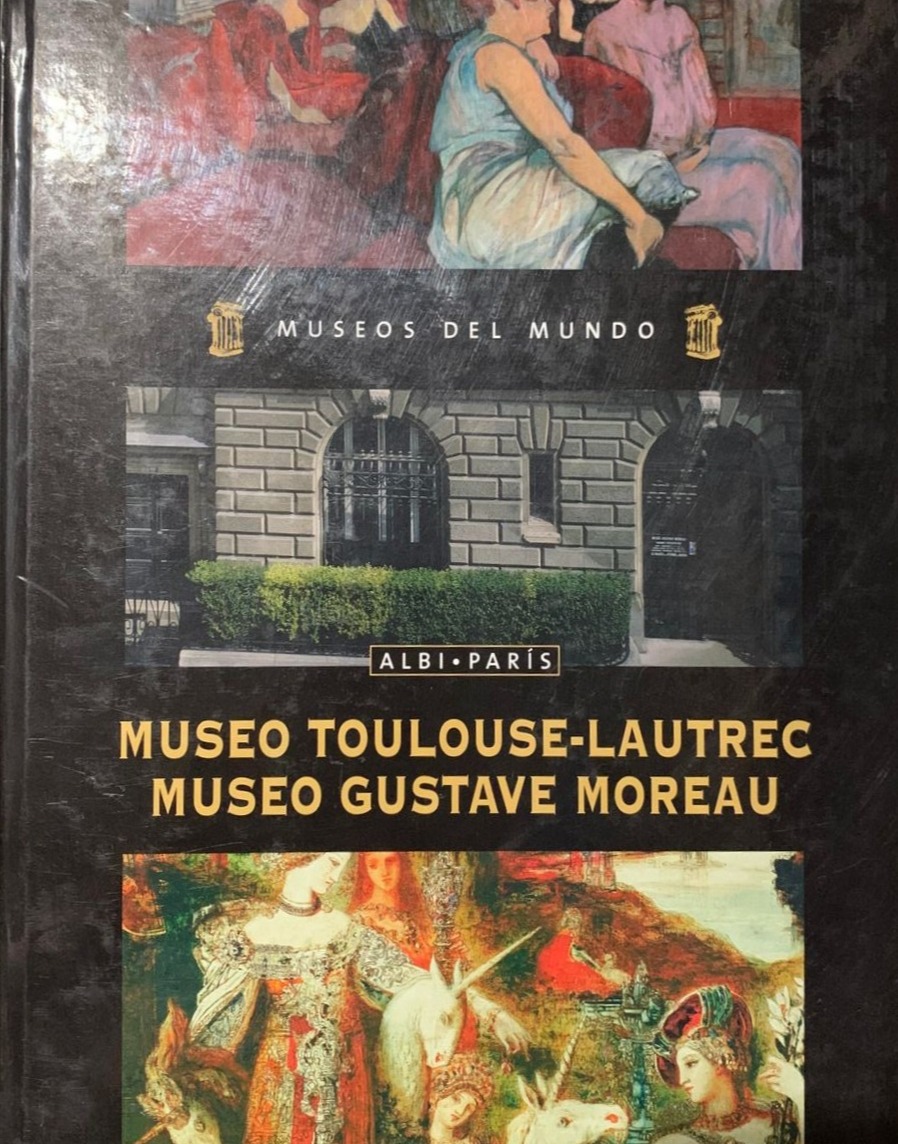 MUSEOS DEL MUNDO
ALBI•PARÍS
MUSEO TOULOUSE-LAUTREC
MUSEO GUSTAVE MOREAU